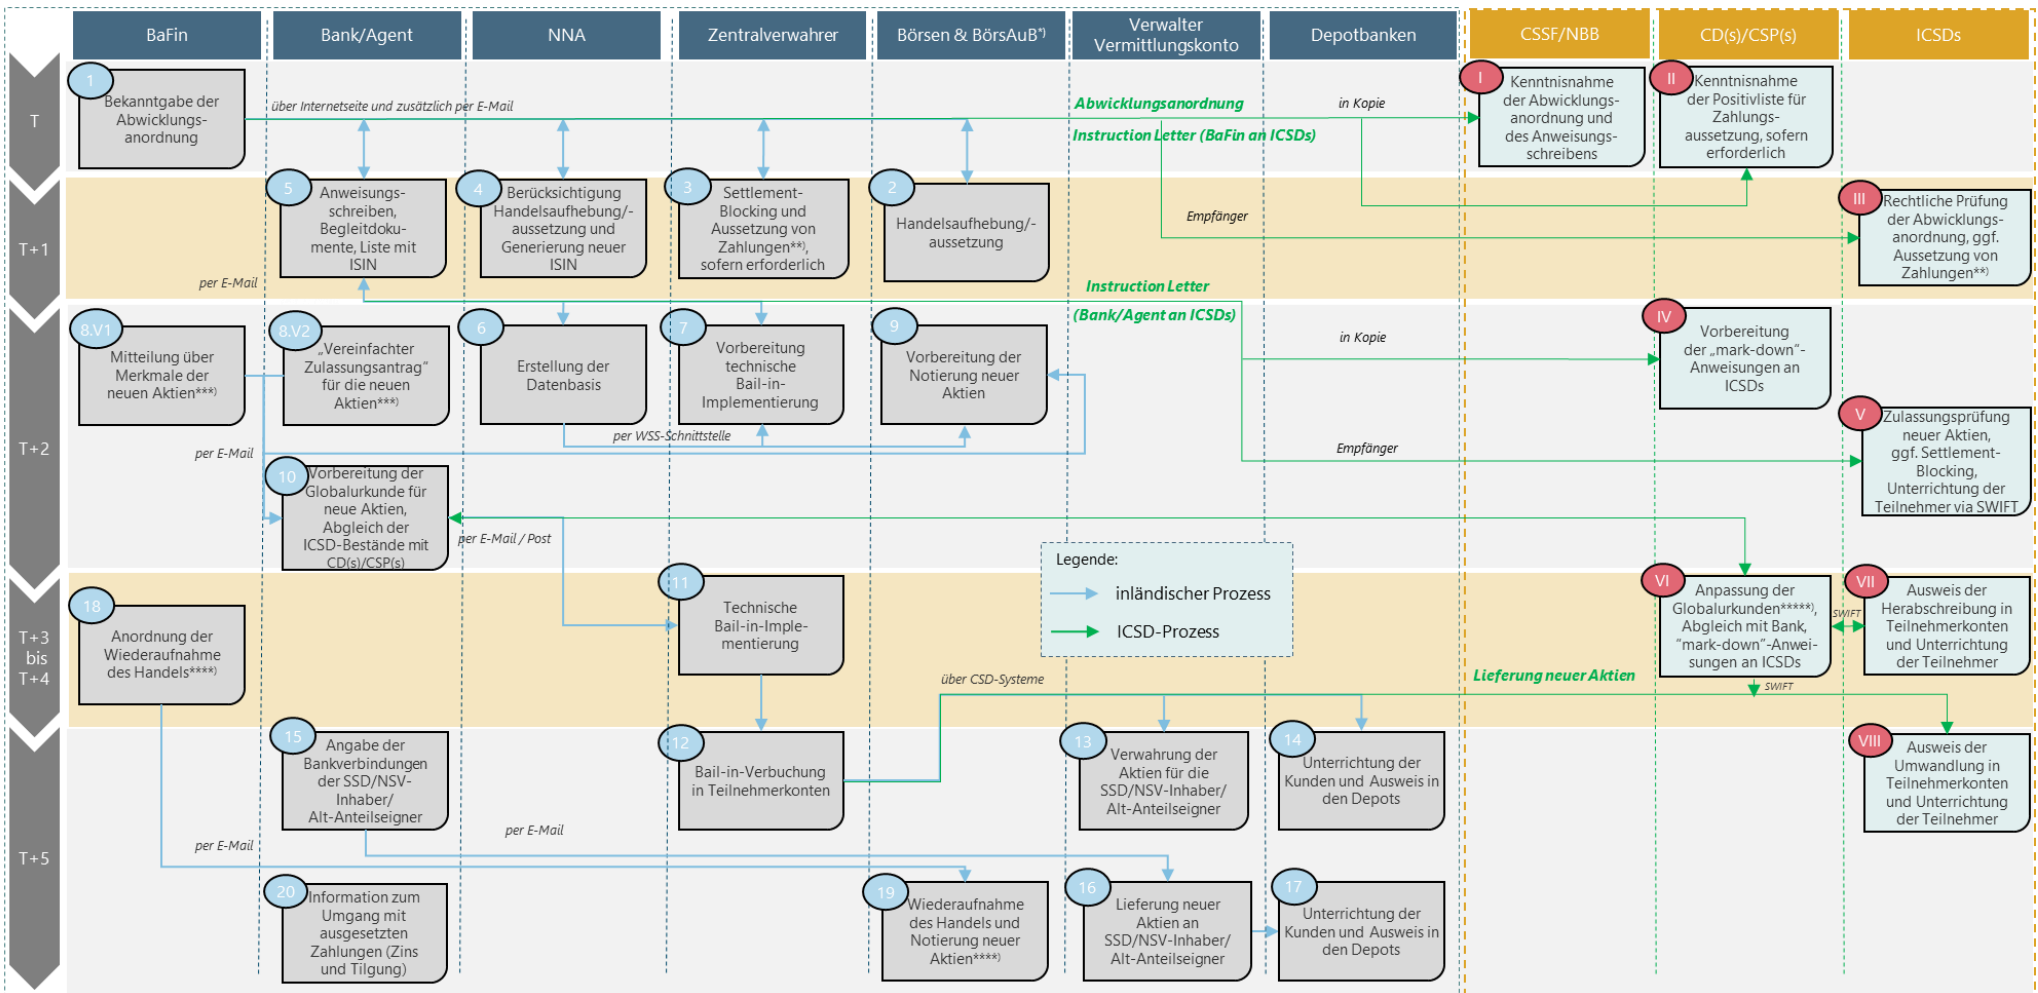 BaFin
Bank/Agent
NNA
Zentralverwahrer
Börsen & BörsAuB*)
Verwalter
Vermittlungskonto
Depotbanken
CSSF/NBB
CD(s)/CSP(s)
ICSDs
T
1
Bekanntgabe der
Abwicklungs-
anordnung
über Internetseite und zusätzlich per E-Mail
Abwicklungsanordnung
in Kopie
Instruction Letter (BaFin an ICSDs)
I
Kenntnisnahme
der Abwicklungs-
anordnung und
des Anweisungs-
schreibens
II
Kenntnisnahme
der Positivliste für
Zahlungs-
aussetzung, sofern
erforderlich
T+1
5
Anweisungs-
schreiben,
Begleitdoku-
mente, Liste mit
ISIN
4
Berücksichtigung
Handelsaufhebung/-
aussetzung und
Generierung neuer
ISIN
3
Settlement-
Blocking und
Aussetzung von
Zahlungen**),
sofern erforderlich
2
Handelsaufhebung/-
aussetzung
Empfänger
III
Rechtliche Prüfung
der Abwicklungs-
anordnung, ggf.
Aussetzung von
Zahlungen**)
per E-Mail
Instruction Letter
(Bank/Agent an ICSDs)
T+2
8.V1
Mitteilung über
Merkmale der
neuen Aktien***)
8.V2
„Vereinfachter
Zulassungsantrag“
für die neuen
Aktien***)
6
Erstellung der
Datenbasis
7
Vorbereitung
technische
Bail-in-
Implementierung
9
Vorbereitung der
Notierung neuer
Aktien
in Kopie
IV
Vorbereitung
der „mark-down“-
Anweisungen an
ICSDs
per WSS-Schnittstelle
per E-Mail
Empfänger
V
Zulassungsprüfung
neuer Aktien,
ggf. Settlement-
Blocking,
Unterrichtung der
Teilnehmer via SWIFT
10
Vorbereitung der
Globalurkunde für
neue Aktien,
Abgleich der
ICSD-Bestände mit
CD(s)/CSP(s)
per E-Mail / Post
Legende:
inländischer Prozess
ICSD-Prozess
T+3
bis
T+4
18
Anordnung der
Wiederaufnahme
des Handels****)
11
Technische
Bail-in-Imple-
mentierung
VI
Anpassung der
Globalurkunden*****),
Abgleich mit Bank,
“mark-down”-Anwei-
sungen an ICSDs
SWIFT
VII
Ausweis der
Herabschreibung in
Teilnehmerkonten
und Unterrichtung
der Teilnehmer
über CSD-Systeme
Lieferung neuer Aktien
SWIFT
T+5
15
Angabe der
Bankverbindungen
der SSD/NSV-
Inhaber/
Alt-Anteilseigner
12
Bail-in-Verbuchung
in Teilnehmerkonten
13
Verwahrung der
Aktien für die
SSD/NSV-Inhaber/
Alt-Anteilseigner
14
Unterrichtung der
Kunden und Ausweis in
den Depots
VIII
Ausweis der
Umwandlung in
Teilnehmerkonten
und Unterrichtung
der Teilnehmer
per E-Mail
per E-Mail
20
Information zum
Umgang mit
ausgesetzten
Zahlungen (Zins
und Tilgung)
19
Wiederaufnahme
des Handels und
Notierung neuer
Aktien****)
16
Lieferung neuer
Aktien an
SSD/NSV-Inhaber/
Alt-Anteilseigner
17
Unterrichtung der
Kunden und Ausweis in
den Depots